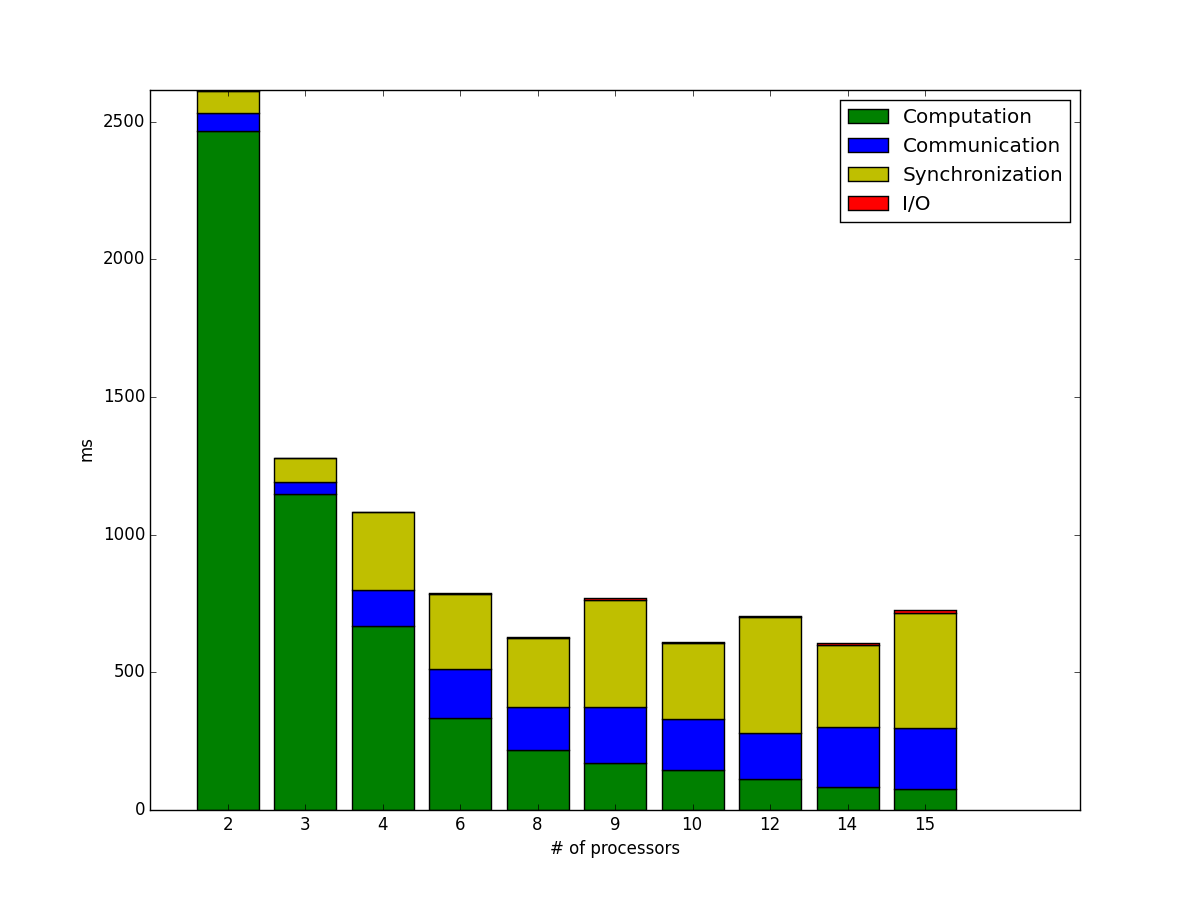 2500
2000
1500
1000
500
0
ms
2 3 4 6 8 9 10 12 14 15
# of processors
Computation
Communication
Synchronization
I/O